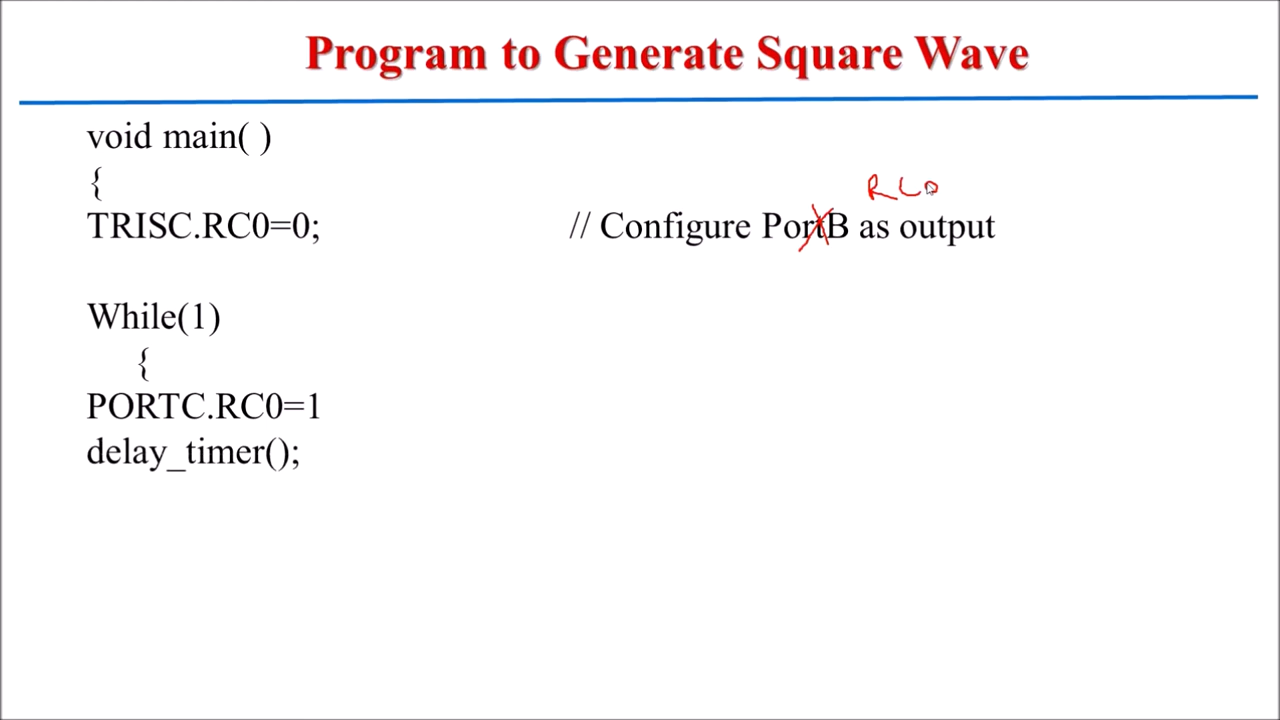 Program to Generate Square Wave
void main( )
{
RC0
TRISC.RC0=0; // Configure PortB as output
While(1)
{
PORTC.RC0=1
delay_timer();